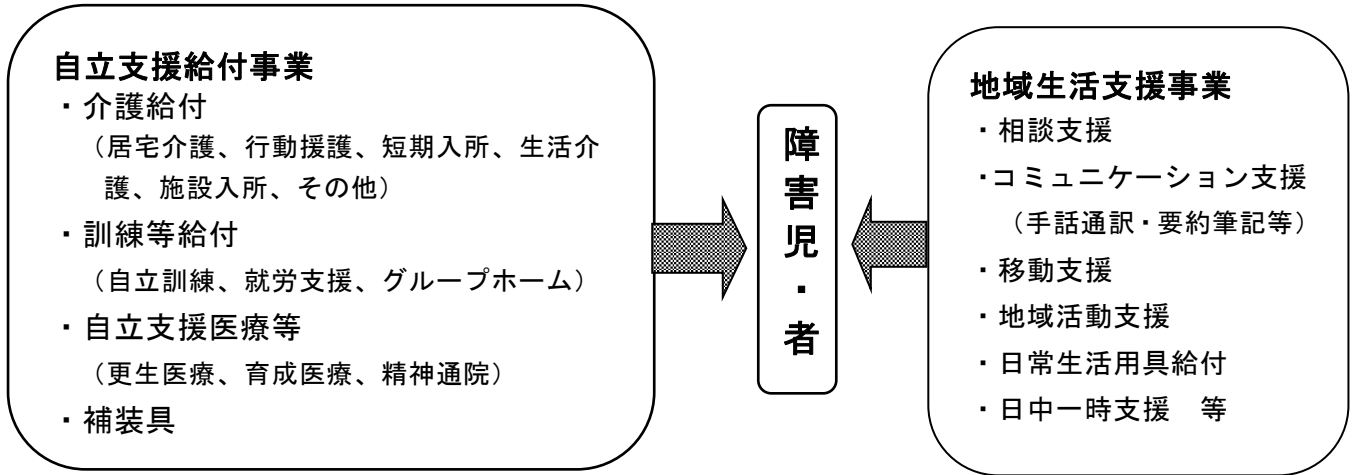 自立支援給付事業
・介護給付
（居宅介護、行動援護、短期入所、生活介
護、施設入所、その他）
・訓練等給付
（自立訓練、就労支援、グループホーム）
・自立支援医療等
（更生医療、育成医療、精神通院）
・補装具
障害児・者
地域生活支援事業
・相談支援
・コミュニケーション支援
（手話通訳・要約筆記等）
・移動支援
・地域活動支援
・日常生活用具給付
・日中一時支援　等